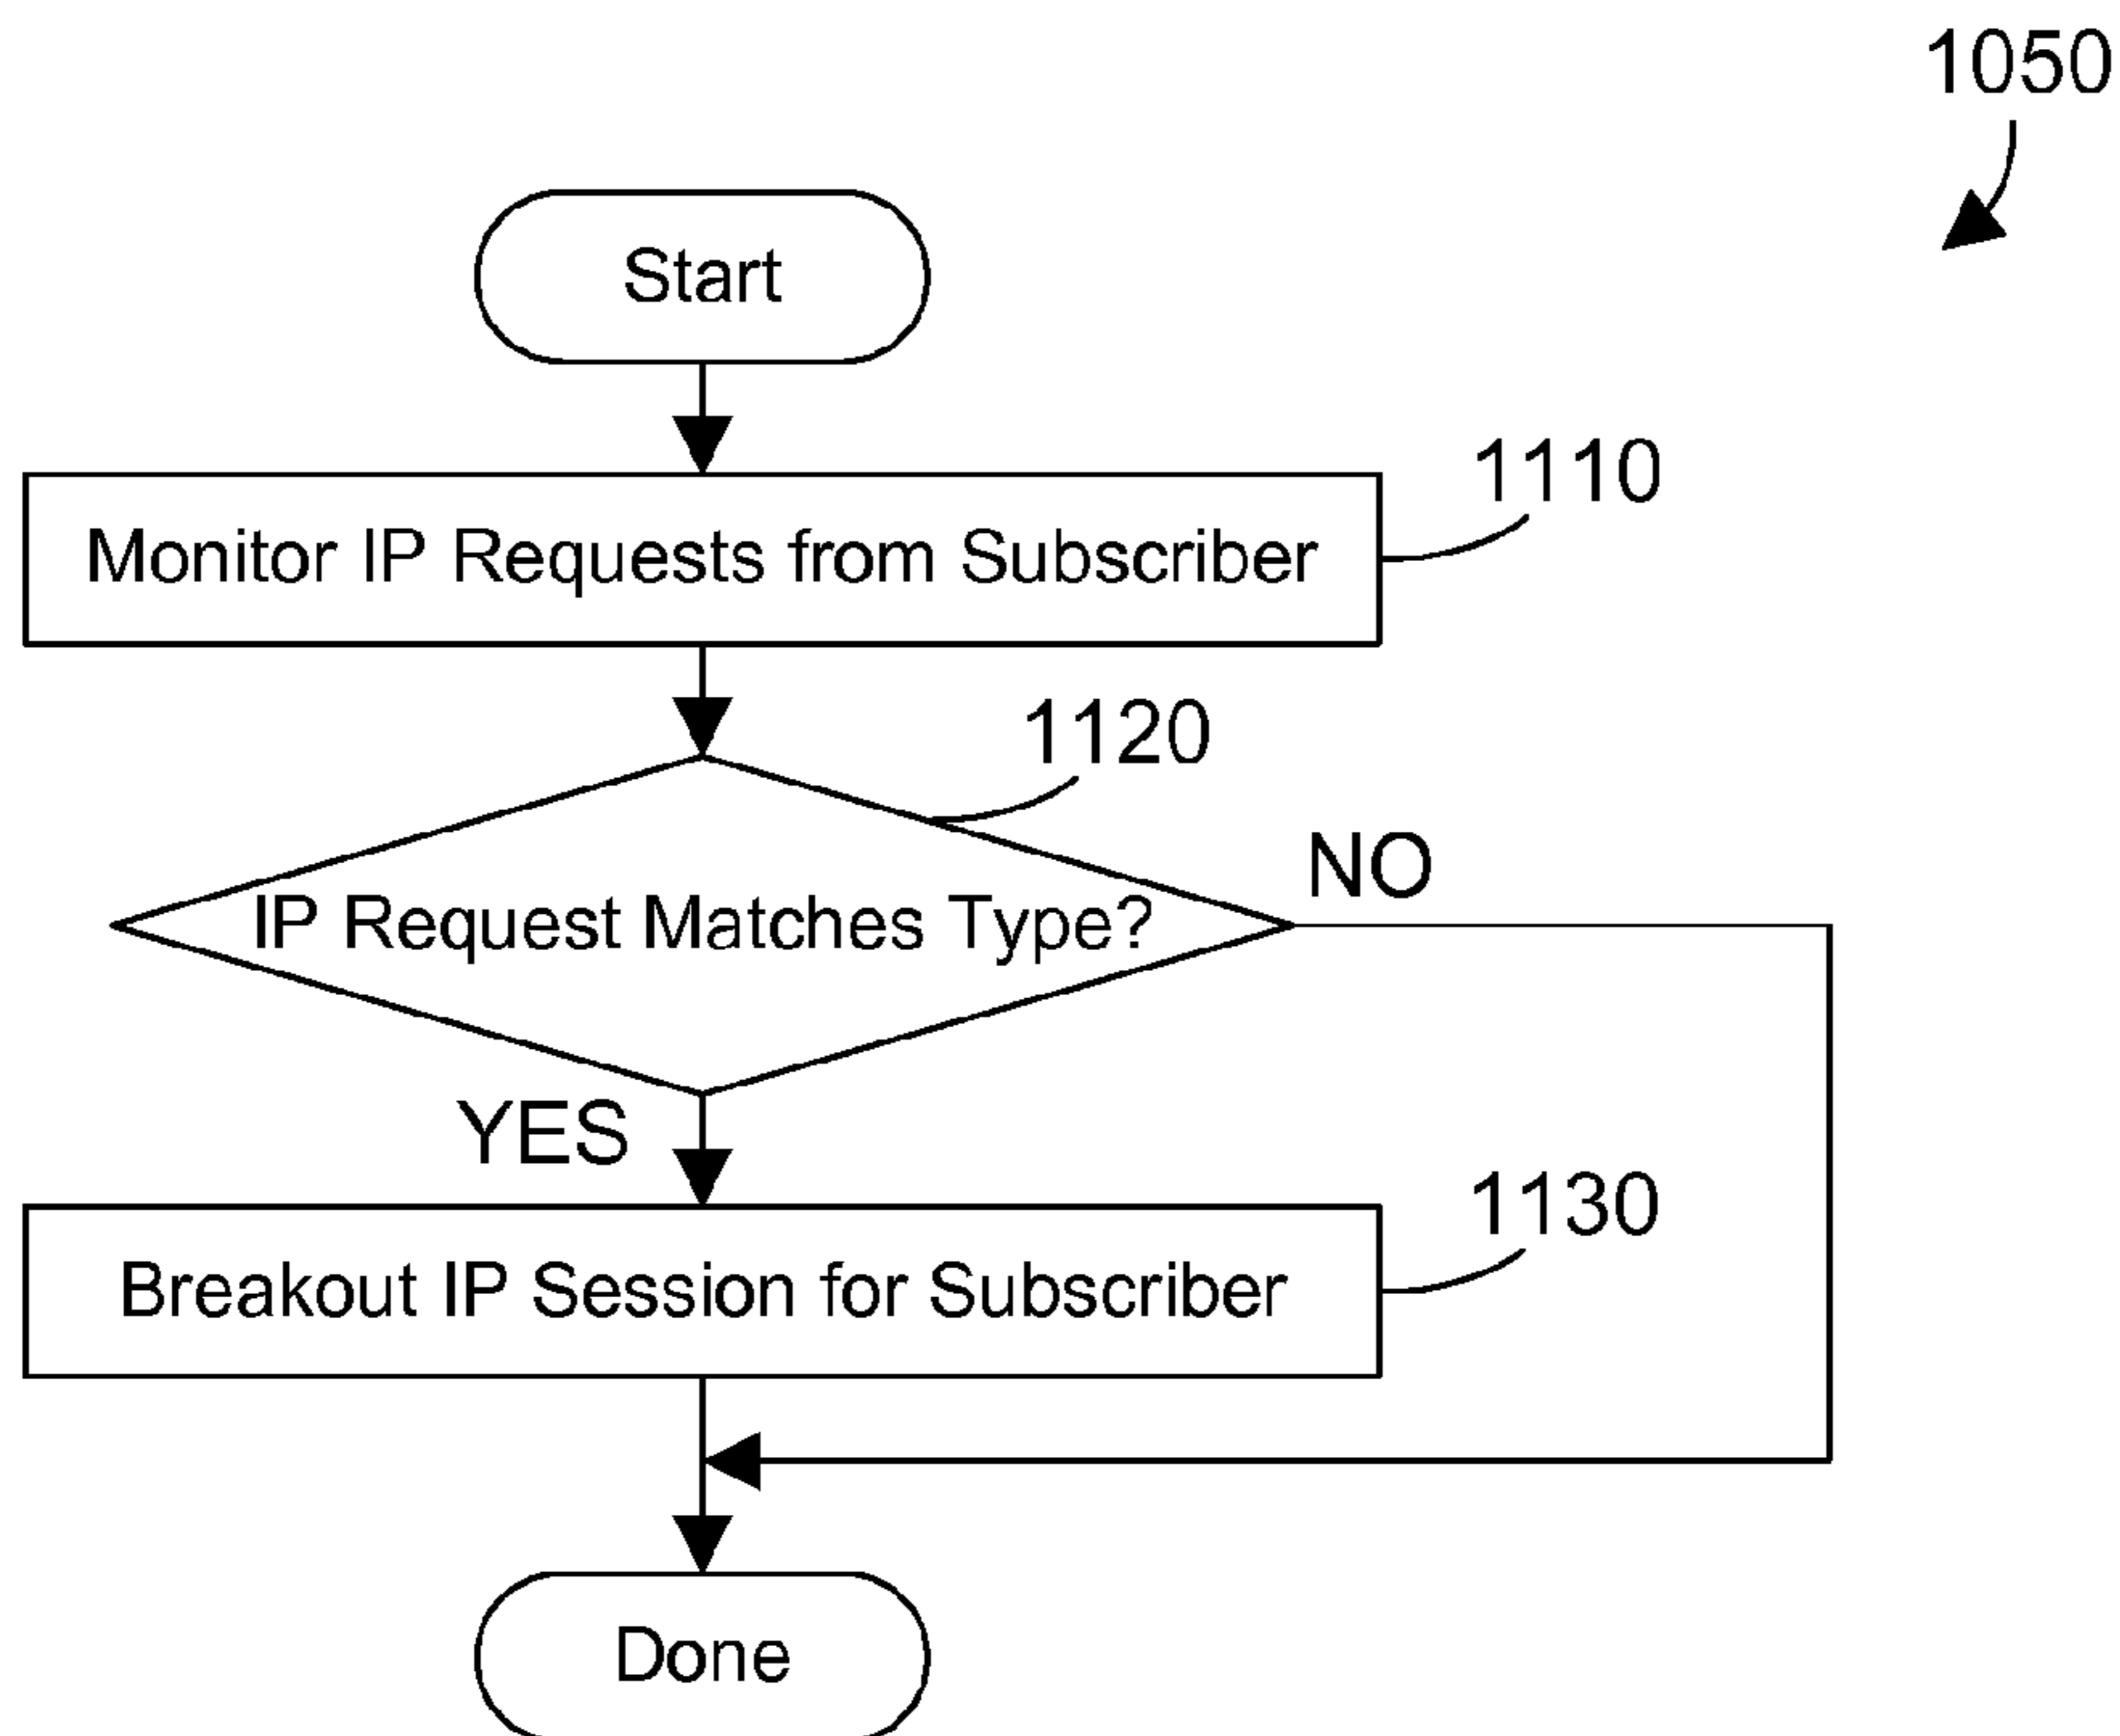 1050
Start
Monitor IP Requests from Subscriber
1110
1120
IP Request Matches Type?
NO
YES
Breakout IP Session for Subscriber
1130
Done